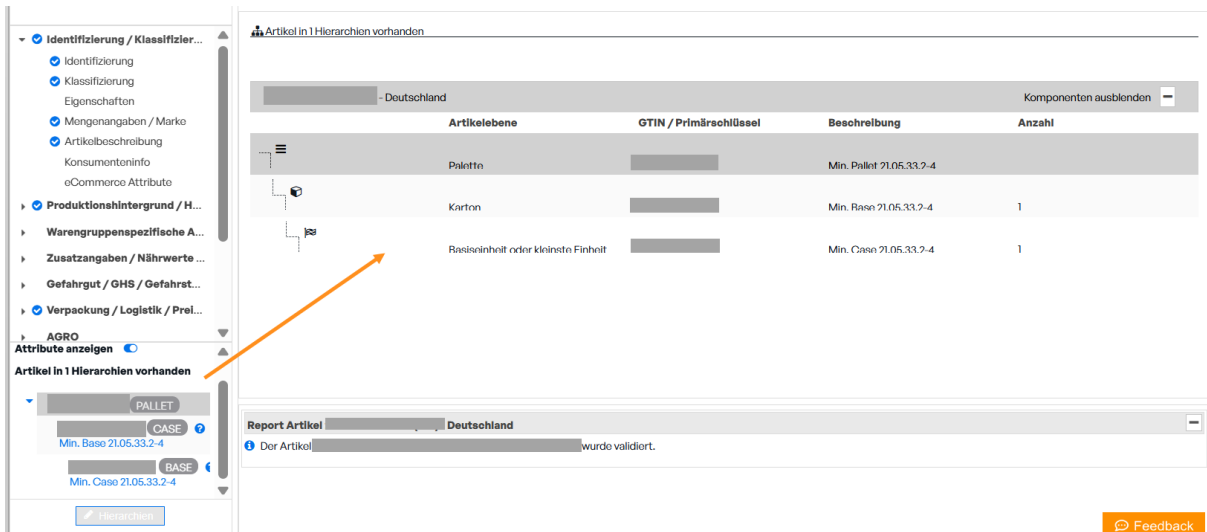 Identifizierung / Klassifizier...
Identifizierung
Klassifizierung
Eigenschaften
Mengenangaben / Marke
Artikelbeschreibung
Konsumenteninfo
eCommerce Attribute
Produktionshintergrund / H...
Warengruppenspezifische A...
Zusatzangaben / Nährwerte ...
Gefahrgut / GHS / Gefahrst...
Verpackung / Logistik / Prei...
AGRO
Attribute anzeigen
Artikel in 1 Hierarchien vorhanden
PALLET
CASE
Min. Base 21.05.33.2-4
BASE
Min. Case 21.05.33.2-4
Hierarchien
Artikel in 1 Hierarchien vorhanden
- Deutschland Komponenten ausblenden
Artikelebene GTIN / Primärschlüssel Beschreibung Anzahl
Palette Min. Pallet 21.05.33.2-4
Karton Min. Base 21.05.33.2-4 1
Basiseinheit oder kleinste Einheit Min. Case 21.05.33.2-4 1
Report Artikel Deutschland
Der Artikel wurde validiert.
Feedback